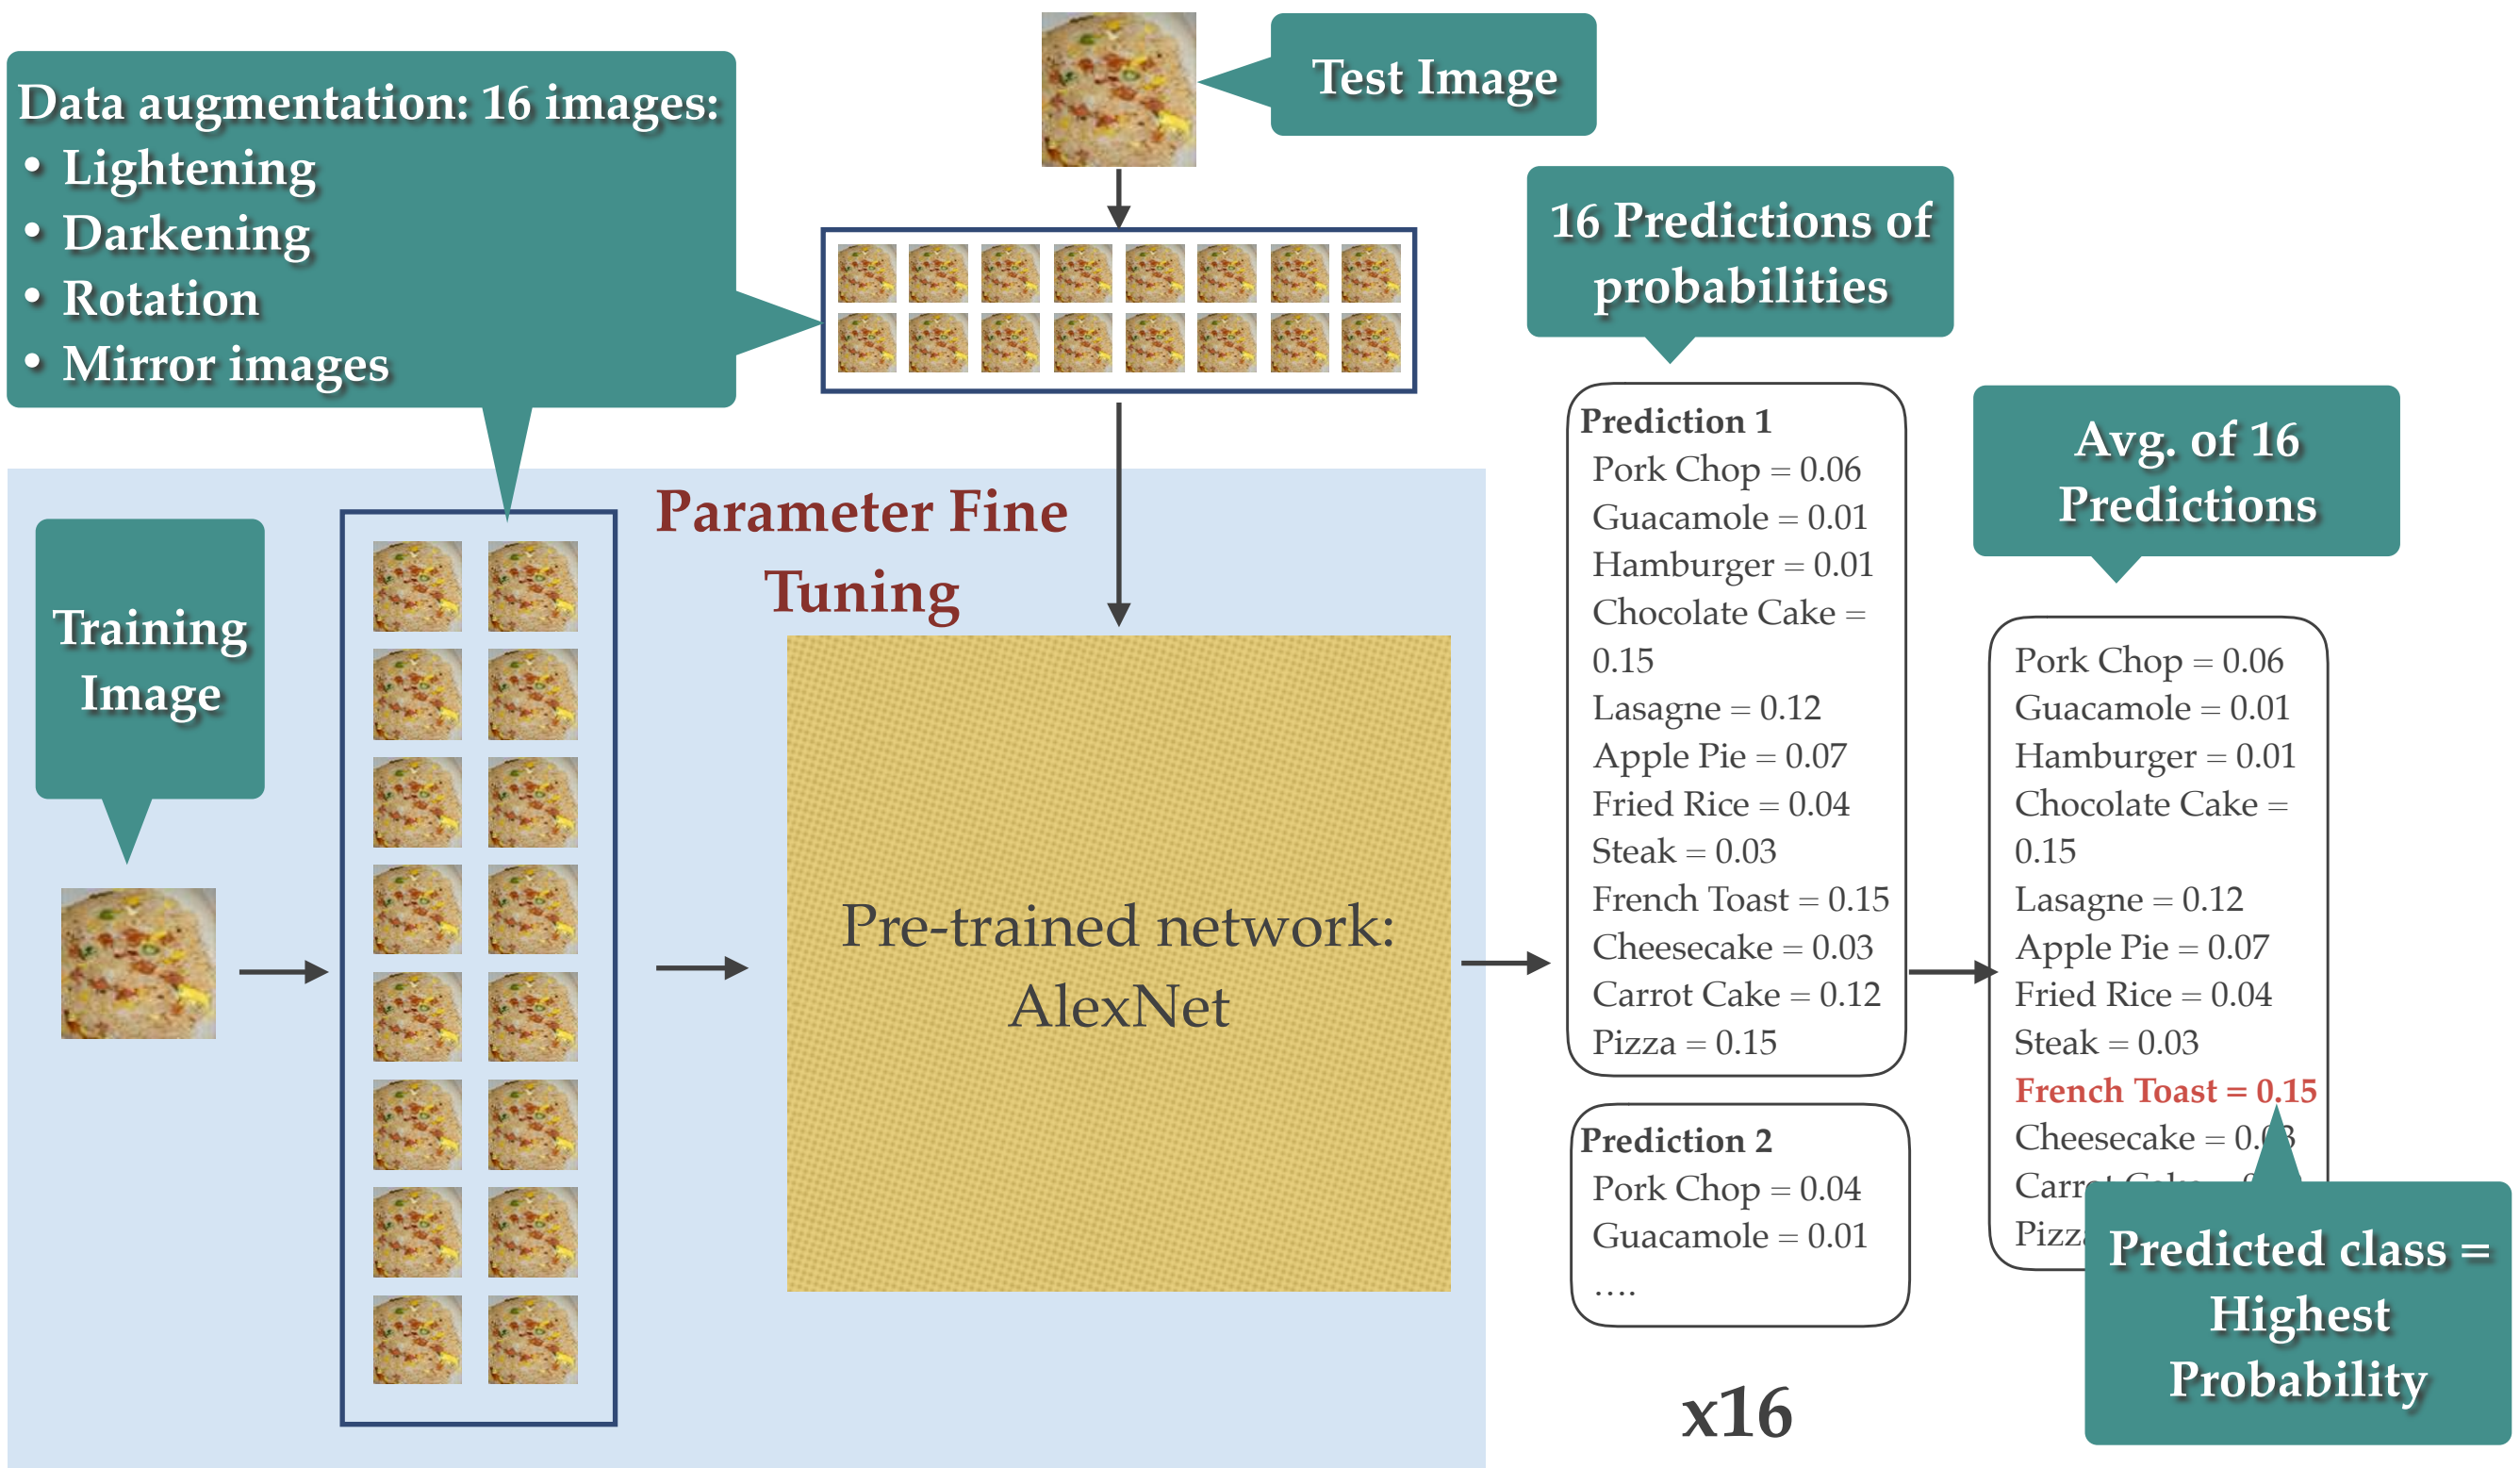 Test Image
Data augmentation: 16 images:
• Lightening
• Darkening
• Rotation
• Mirror images
16 Predictions of
probabilities
Avg. of 16
Predictions
Parameter Fine
Tuning
Training
Image
Pre-trained network:
AlexNet
Prediction 1
Pork Chop = 0.06
Guacamole = 0.01
Hamburger = 0.01
Chocolate Cake =
0.15
Lasagne = 0.12
Apple Pie = 0.07
Fried Rice = 0.04
Steak = 0.03
French Toast = 0.15
Cheesecake = 0.03
Carrot Cake = 0.12
Pizza = 0.15
Prediction 2
Pork Chop = 0.04
Guacamole = 0.01
....
x16
Pork Chop = 0.06
Guacamole = 0.01
Hamburger = 0.01
Chocolate Cake =
0.15
Lasagne = 0.12
Apple Pie = 0.07
Fried Rice = 0.04
Steak = 0.03
French Toast = 0.15
Cheesecake = 0.03
Predicted class =
Highest
Probability